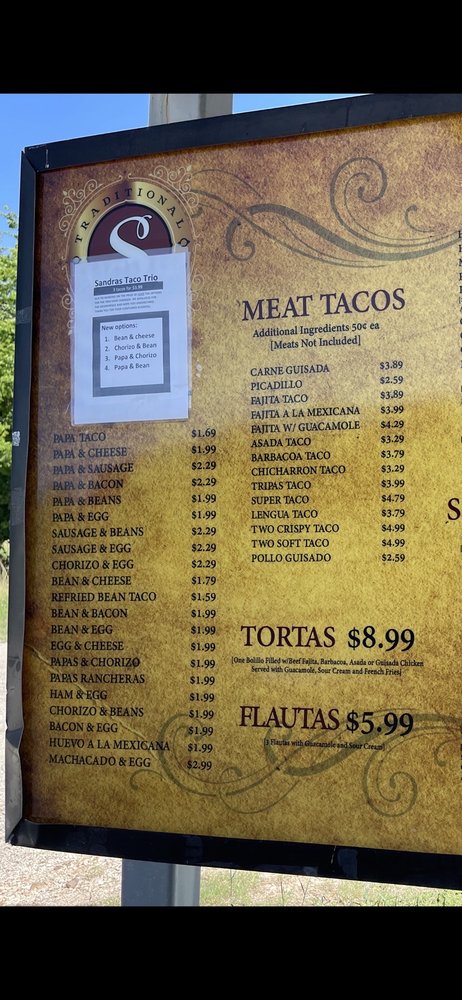 TRADITIONAL
S
Sandras Taco Trio
3 tacos for $3.99
New options:
1. Bean & cheese
2. Chorizo & Bean
3. Papa & Chorizo
4. Papa & Bean
PAPA TACO $1.69
PAPA & CHEESE $1.99
PAPA & SAUSAGE $2.29
PAPA & BACON $2.29
PAPA & BEANS $1.99
PAPA & EGG $1.99
SAUSAGE & BEANS $2.29
SAUSAGE & EGG $2.29
CHORIZO & EGG $2.29
BEAN & CHEESE $1.79
REFRIED BEAN TACO $1.59
BEAN & BACON $1.99
BEAN & EGG $1.99
EGG & CHEESE $1.99
PAPAS & CHORIZO $1.99
PAPAS RANCHERAS $1.99
HAM & EGG $1.99
CHORIZO & BEANS $1.99
BACON & EGG $1.99
HUEVO A LA MEXICANA $1.99
MACHACADO & EGG $2.99
MEAT TACOS
Additional Ingredients 50¢ ea
[Meats Not Included]
CARNE GUISADA $3.89
PICADILLO $2.59
FAJITA TACO $3.89
FAJITA A LA MEXICANA $3.99
FAJITA W/ GUACAMOLE $4.29
ASADA TACO $3.29
BARBACOA TACO $3.79
CHICHARRON TACO $3.29
TRIPAS TACO $3.99
SUPER TACO $4.79
LENGUA TACO $3.79
TWO CRISPY TACO $4.99
TWO SOFT TACO $4.99
POLLO GUISADO $2.59
TORTAS $8.99
[One Bolillo Filled w/Beef Fajita, Barbacoa, Asada or Guisada Chicken
Served with Guacamole, Sour Cream and French Fries]
FLAUTAS $5.99
[3 Flautas with Guacamole and Sour Cream]
S